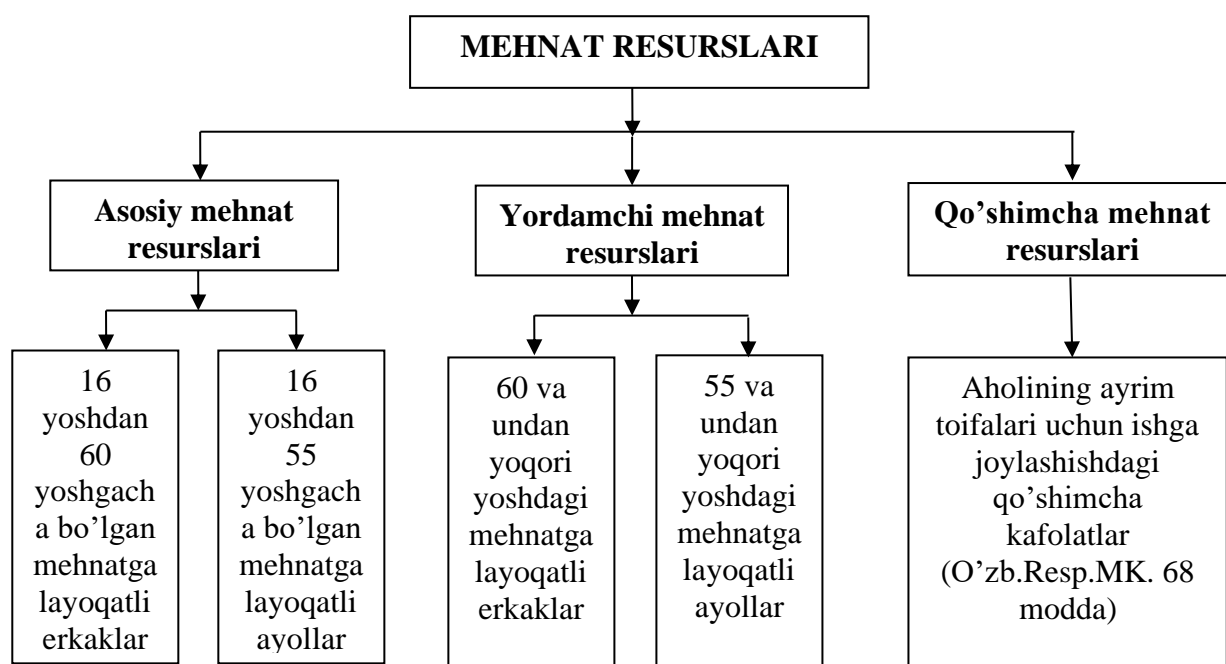 MEHNAT RESURSLARI
Asosiy mehnat
resurslari
Yordamchi mehnat
resurslari
Qo’shimcha mehnat
resurslari
16
yoshdan
60
yoshgach
a bo’lgan
mehnatga
layoqatli
erkaklar
16
yoshdan
55
yoshgach
a bo’lgan
mehnatga
layoqatli
ayollar
60 va
undan
yoqori
yoshdagi
mehnatga
layoqatli
erkaklar
55 va
undan
yoqori
yoshdagi
mehnatga
layoqatli
ayollar
Aholining ayrim
toifalari uchun ishga
joylashishdagi
qo’shimcha
kafolatlar
(O’zb.Resp.MK. 68
modda)